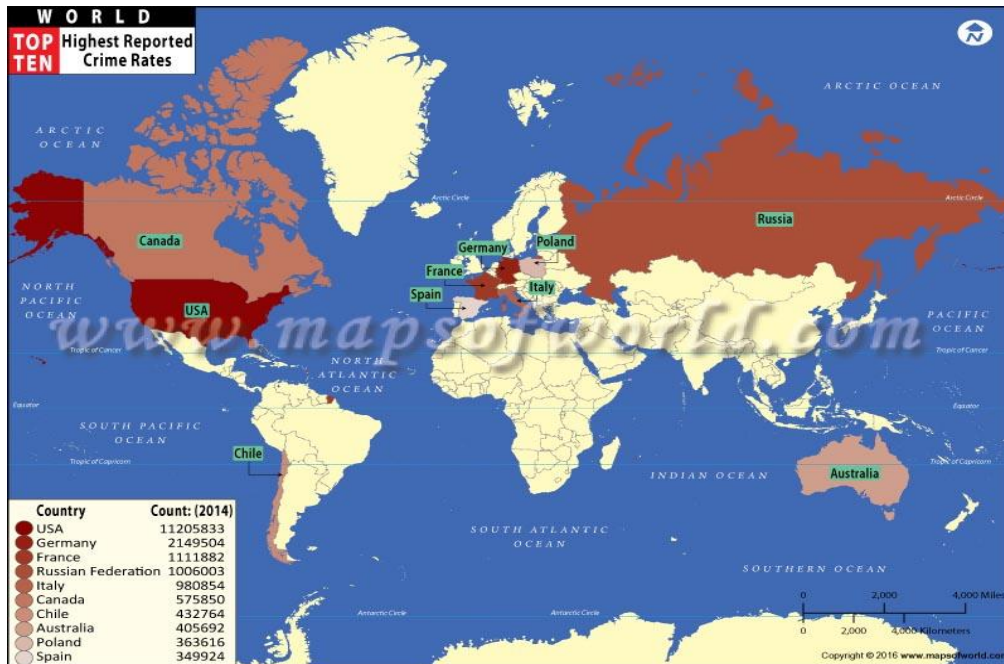 WORLD
TOP TEN
Highest Reported
Crime Rates
N
ARCTIC OCEAN
ARCTIC
OCEAN
Arctic Circle
Arctic Circle
Russia
Canada
Germany
Poland
France
Italy
Spain
USA
NORTH
PACIFIC
OCEAN
PACIFIC
OCEAN
www.mapsofworld.com
Tropic of Cancer
Tropic of Cancer
NORTH
ATLANTIC
OCEAN
Equator
Equator
SOUTH PACIFIC
OCEAN
Chile
Tropic of Capricorn
Tropic of Capricorn
INDIAN OCEAN
Australia
SOUTH ATLANTIC
OCEAN
SOUTHERN OCEAN
Country Count: (2014)
USA 11205833
Germany 2149504
France 1111882
Russian Federation 1006003
Italy 980854
Canada 575850
Chile 432764
Australia 405692
Poland 363616
Spain 349924
Antarctic Circle
Antarctic Circle
0 2,000 4,000 Miles
0 2,000 4,000 Kilometers
Copyright © 2016 www.mapsofworld.com